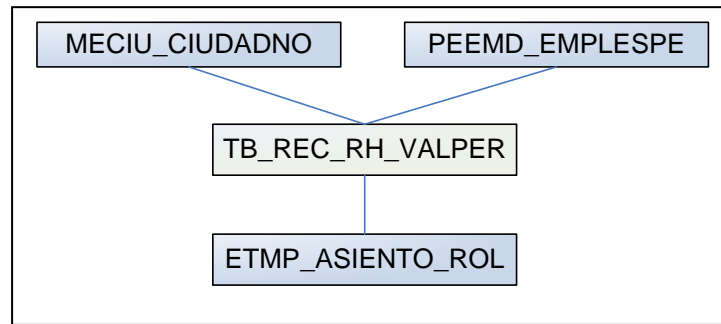 MECIU_CIUDADNO
PEEMD_EMPLESPE
TB_REC_RH_VALPER
ETMP_ASIENTO_ROL